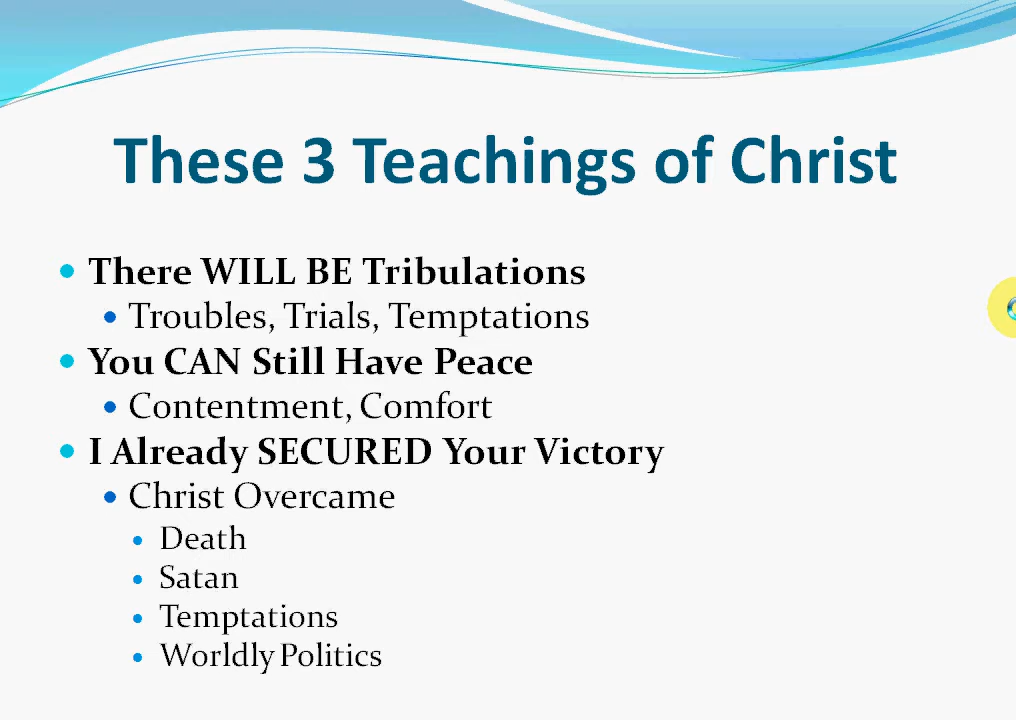 These 3 Teachings of Christ
There WILL BE Tribulations
Troubles, Trials, Temptations
You CAN Still Have Peace
Contentment, Comfort
I Already SECURED Your Victory
Christ Overcame
Death
Satan
Temptations
Worldly Politics